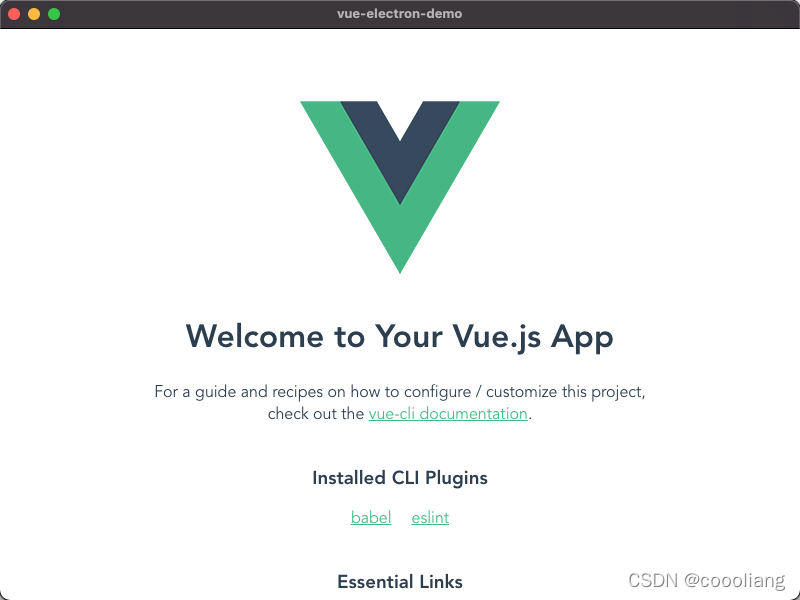 vue-electron-demo
Welcome to Your Vue.js App
For a guide and recipes on how to configure / customize this project,
check out the vue-cli documentation.
Installed CLI Plugins
babel eslint
Essential Links
CSDN @coooliang